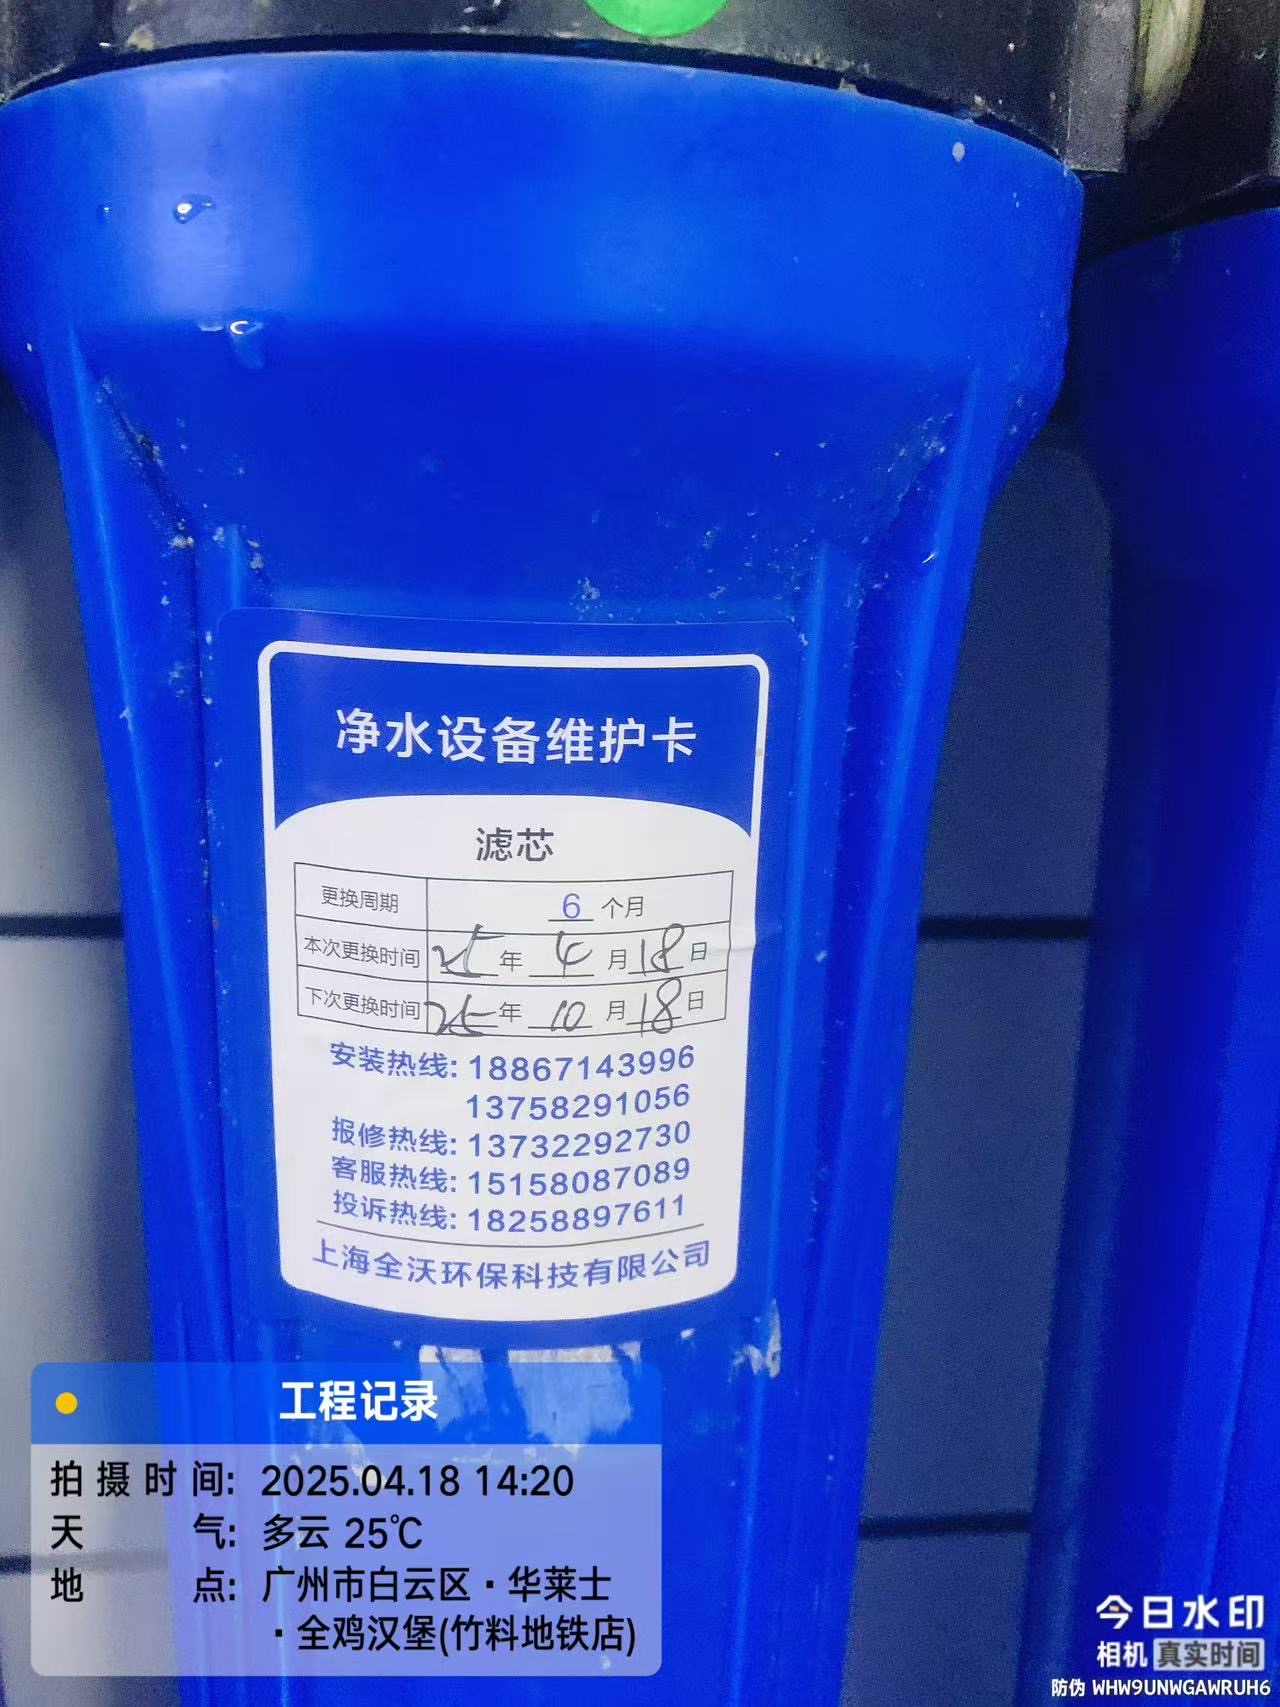 净水设备维护卡
滤芯
更换周期 6 个月
本次更换时间 25 年 4 月 18 日
下次更换时间 25 年 10 月 18 日
安装热线: 18867143996
13758291056
报修热线: 13732292730
客服热线: 15158087089
投诉热线: 18258897611
上海全沃环保科技有限公司
工程记录
拍摄时间: 2025.04.18 14:20
天气: 多云 25℃
地点: 广州市白云区·华莱士
·全鸡汉堡(竹料地铁店)
今日水印
相机 真实时间
防伪 WHW9UNWGAWRUH6